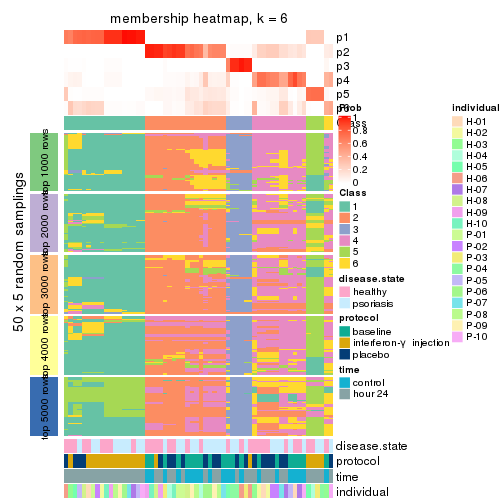 membership heatmap, k = 6
p1
p2
p3
p4
p5
p6
Prob
1
0.8
0.6
0.4
0.2
0
Class
Class
1
2
3
4
5
6
disease.state
healthy
psoriasis
protocol
baseline
interferon-γ injection
placebo
time
control
hour 24
individual
H-01
H-02
H-03
H-04
H-05
H-06
H-07
H-08
H-09
H-10
P-01
P-02
P-03
P-04
P-05
P-06
P-07
P-08
P-09
P-10
50 x 5 random samplings
top 1000 rows
top 2000 rows
top 3000 rows
top 4000 rows
top 5000 rows
disease.state
protocol
time
individual